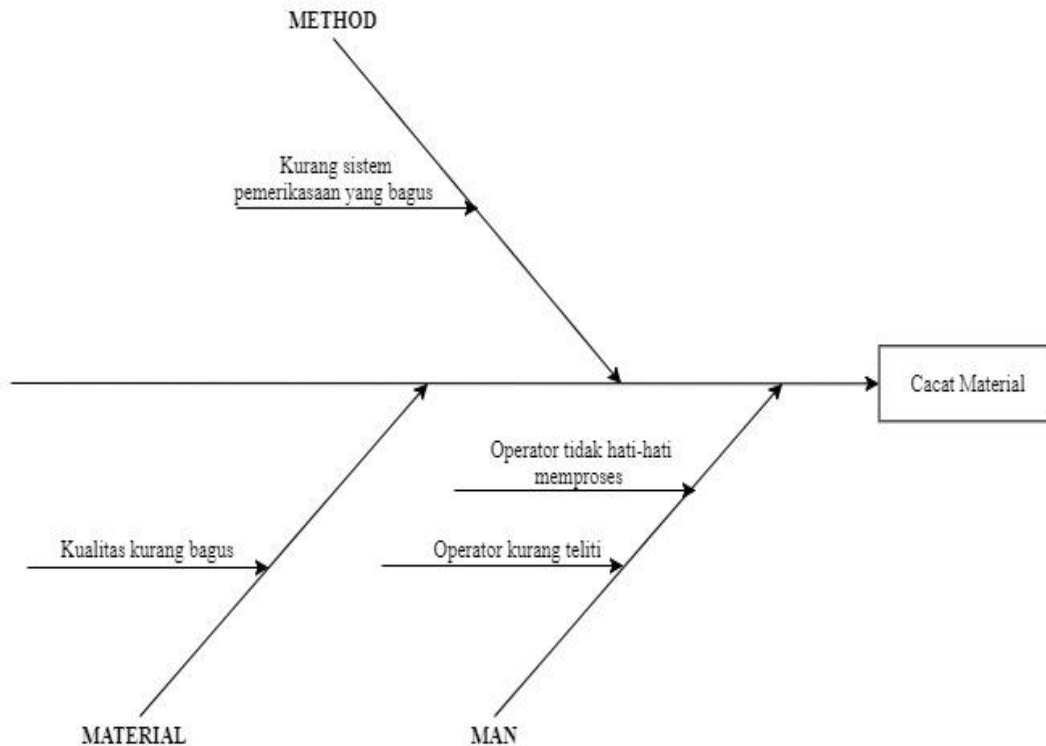 METHOD
Kurang sistem
pemerikasaan yang bagus
Cacat Material
Operator tidak hati-hati
memproses
Kualitas kurang bagus
Operator kurang teliti
MATERIAL
MAN